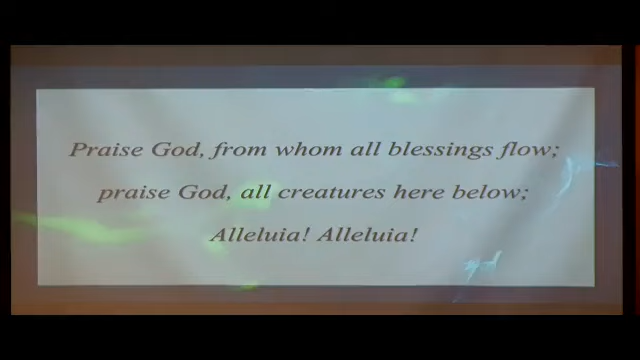 Praise God, from whom all blessings flow;
praise God, all creatures here below;
Alleluia! Alleluia!